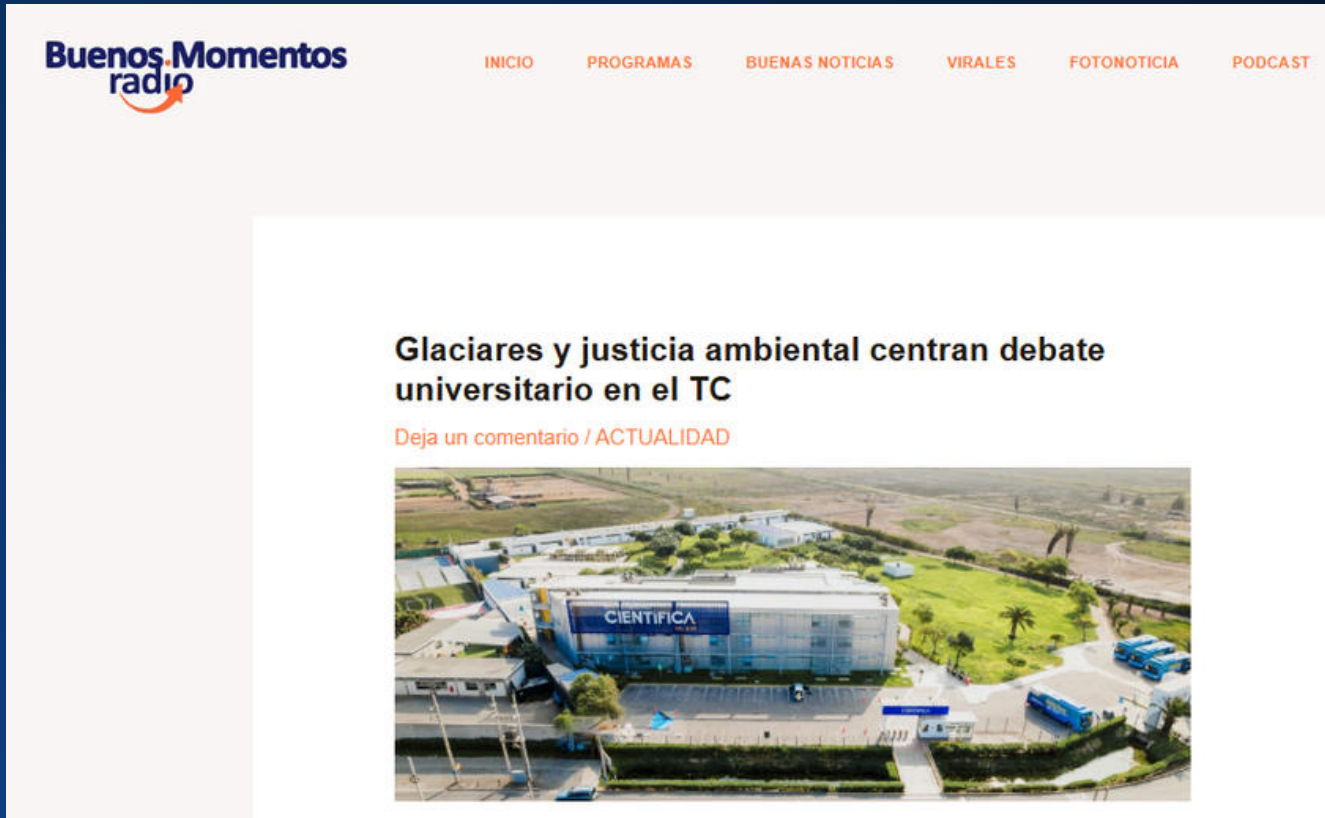 Buenos Momentos
radio
INICIO PROGRAMAS BUENAS NOTICIAS VIRALES FOTONOTICIA PODCAST
Glaciares y justicia ambiental centran debate
universitario en el TC
Deja un comentario / ACTUALIDAD
CIENTÍFICA